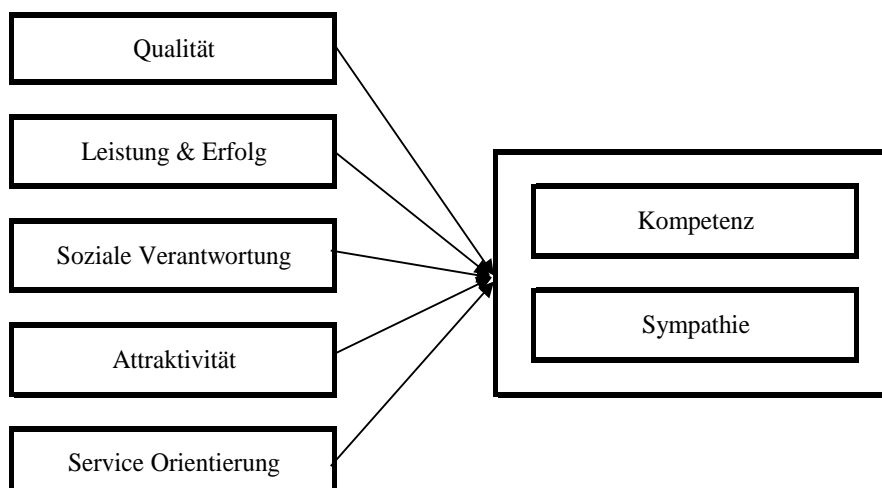 Qualität
Leistung & Erfolg
Soziale Verantwortung
Attraktivität
Service Orientierung
Kompetenz
Sympathie